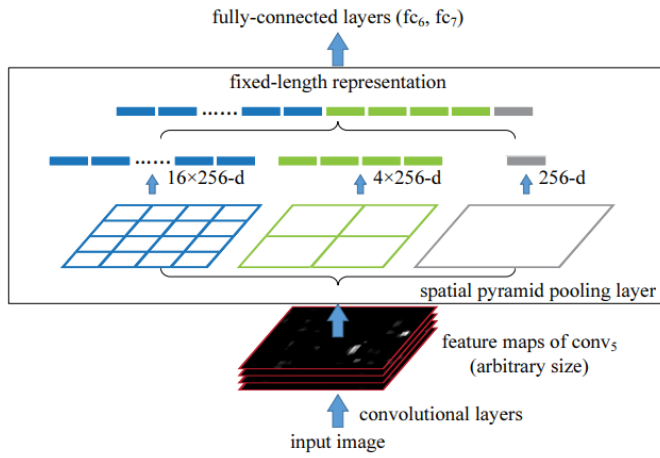 fully-connected layers (fc₆, fc₇)
fixed-length representation
......
......
16×256-d
4×256-d
256-d
spatial pyramid pooling layer
feature maps of conv₅
(arbitrary size)
convolutional layers
input image